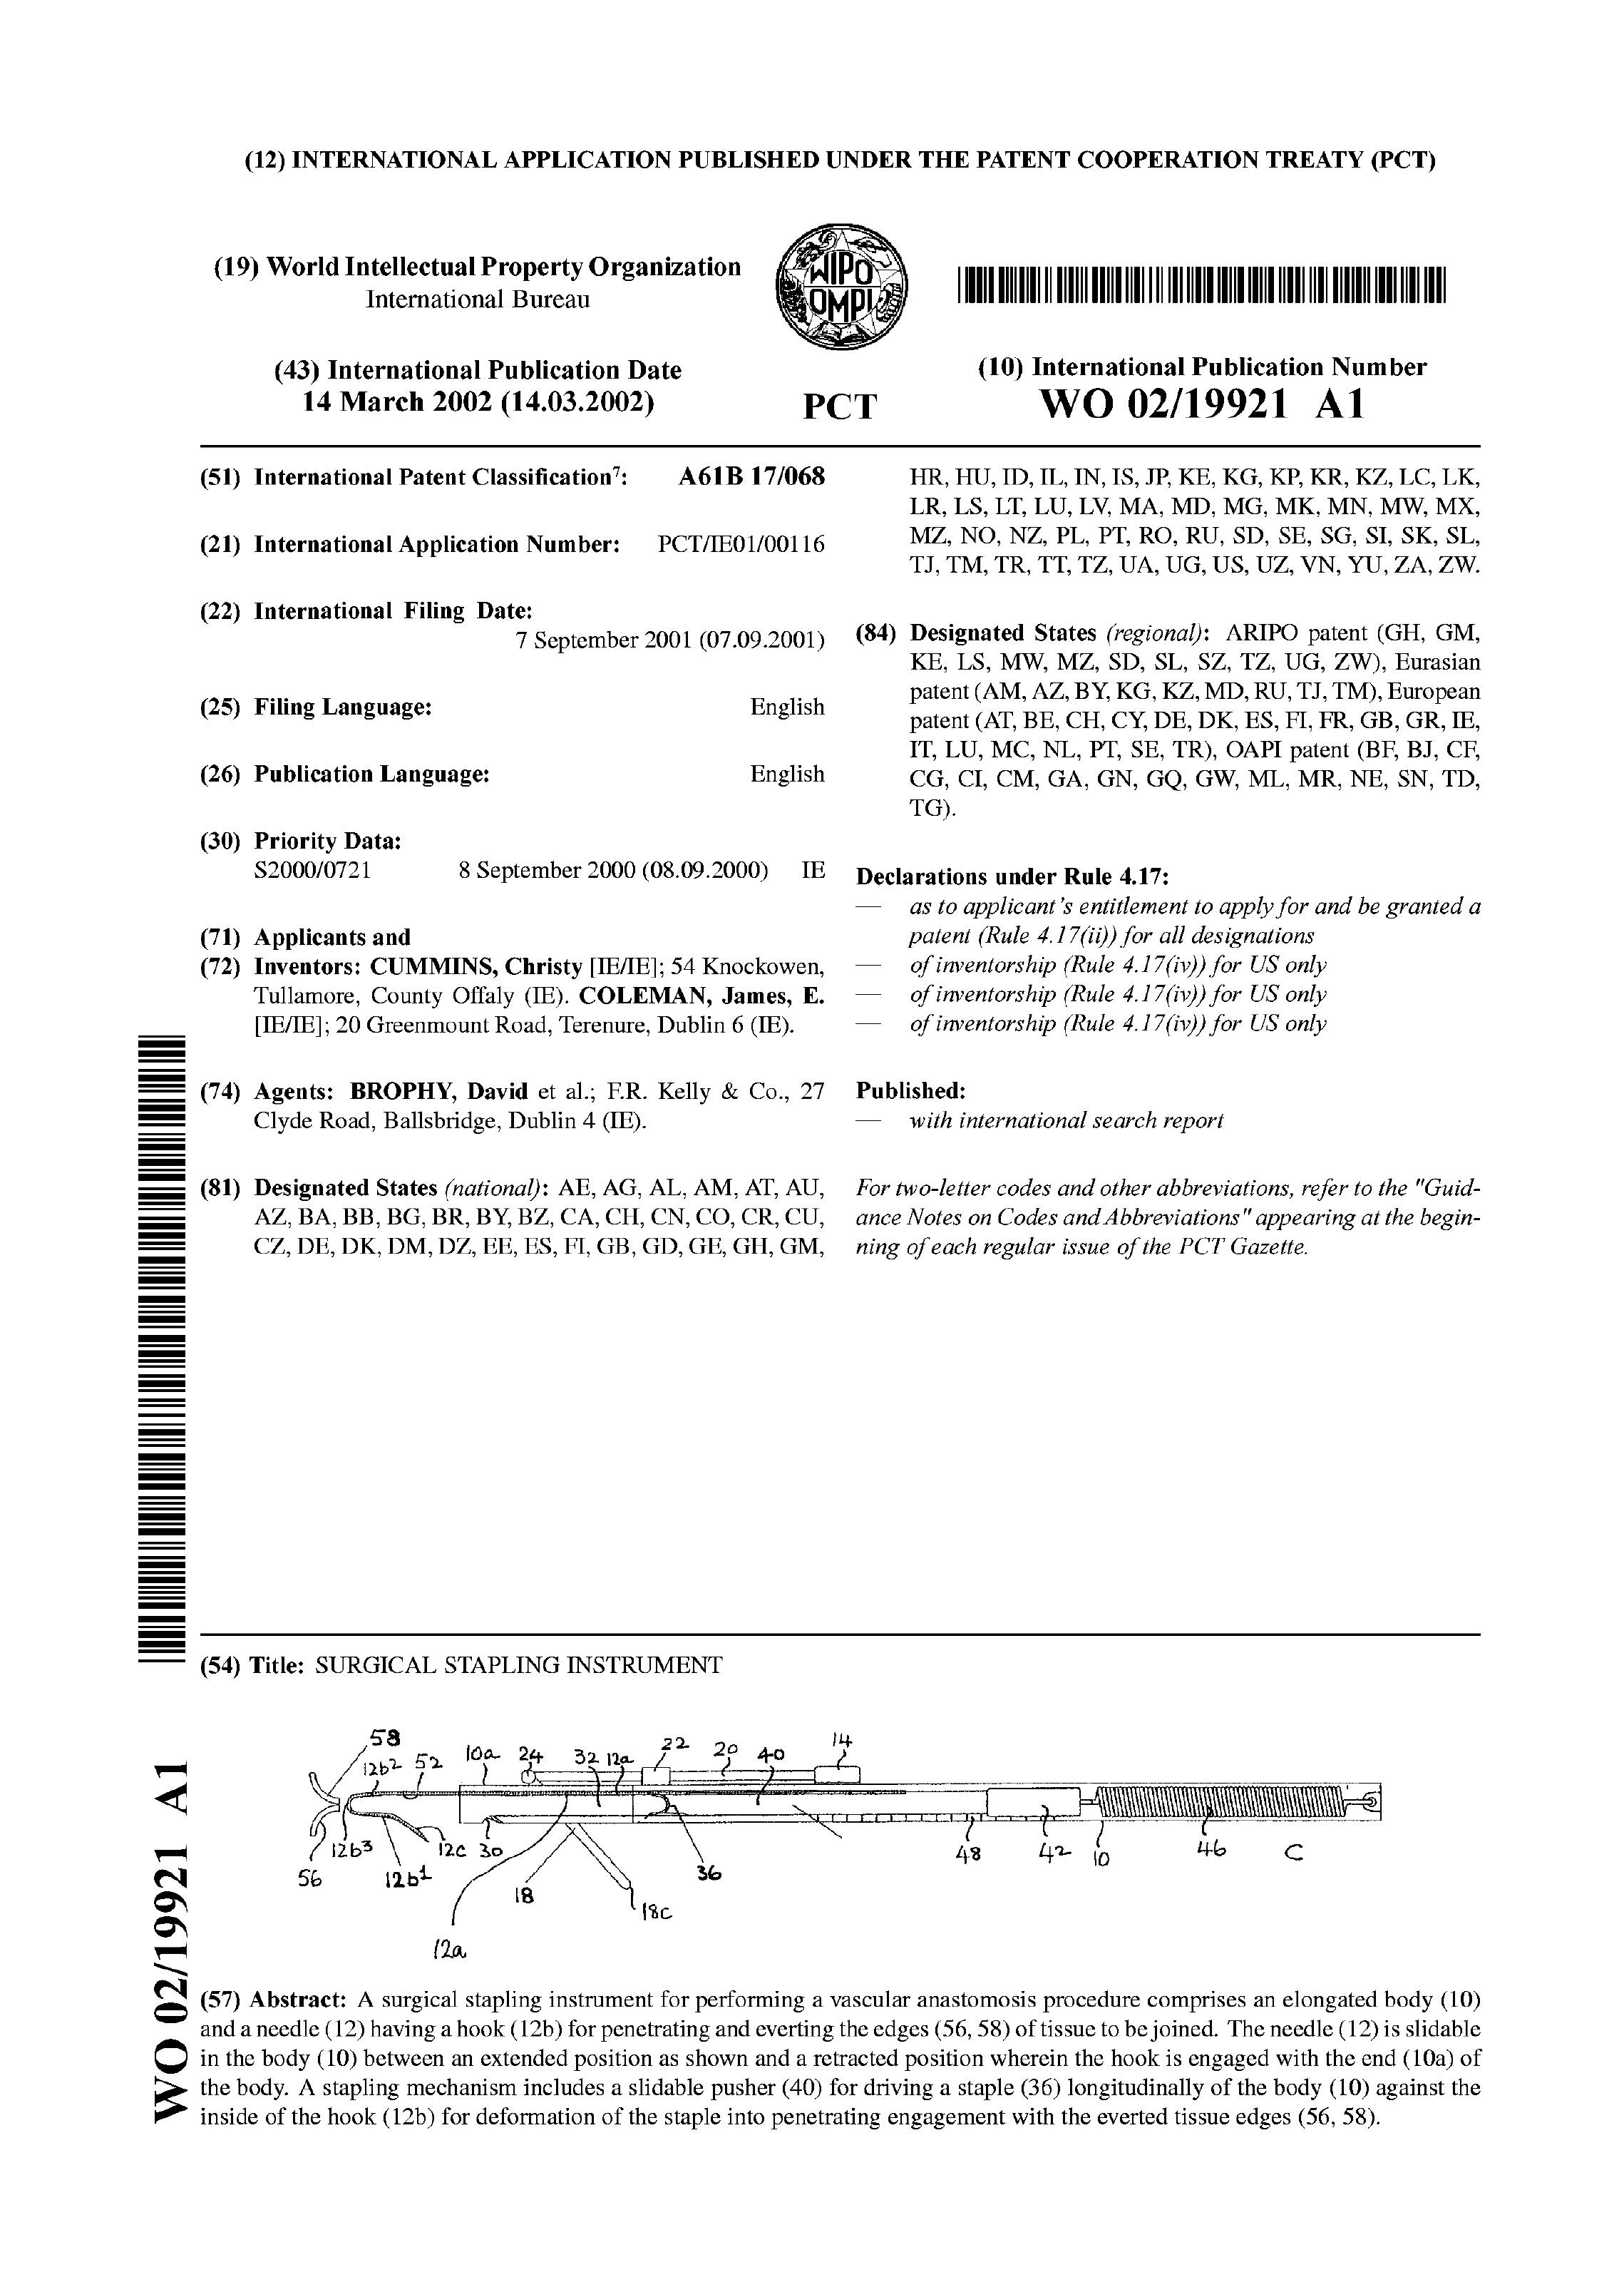 (12) INTERNATIONAL APPLICATION PUBLISHED UNDER THE PATENT COOPERATION TREATY (PCT)
(19) World Intellectual Property Organization
International Bureau
WIPO
OMPI
(43) International Publication Date
14 March 2002 (14.03.2002)
PCT
(10) International Publication Number
WO 02/19921 A1
(51) International Patent Classification7: A61B 17/068
(21) International Application Number: PCT/IE01/00116
(22) International Filing Date:
7 September 2001 (07.09.2001)
(25) Filing Language: English
(26) Publication Language: English
(30) Priority Data:
S2000/0721 8 September 2000 (08.09.2000) IE
(71) Applicants and
(72) Inventors: CUMMINS, Christy [IE/IE]; 54 Knockowen,
Tullamore, County Offaly (IE). COLEMAN, James, E.
[IE/IE]; 20 Greenmount Road, Terenure, Dublin 6 (IE).
(74) Agents: BROPHY, David et al.; F.R. Kelly & Co., 27
Clyde Road, Ballsbridge, Dublin 4 (IE).
(81) Designated States (national): AE, AG, AL, AM, AT, AU,
AZ, BA, BB, BG, BR, BY, BZ, CA, CH, CN, CO, CR, CU,
CZ, DE, DK, DM, DZ, EE, ES, FI, GB, GD, GE, GH, GM,
HR, HU, ID, IL, IN, IS, JP, KE, KG, KP, KR, KZ, LC, LK,
LR, LS, LT, LU, LV, MA, MD, MG, MK, MN, MW, MX,
MZ, NO, NZ, PL, PT, RO, RU, SD, SE, SG, SI, SK, SL,
TJ, TM, TR, TT, TZ, UA, UG, US, UZ, VN, YU, ZA, ZW.
(84) Designated States (regional): ARIPO patent (GH, GM,
KE, LS, MW, MZ, SD, SL, SZ, TZ, UG, ZW), Eurasian
patent (AM, AZ, BY, KG, KZ, MD, RU, TJ, TM), European
patent (AT, BE, CH, CY, DE, DK, ES, FI, FR, GB, GR, IE,
IT, LU, MC, NL, PT, SE, TR), OAPI patent (BF, BJ, CF,
CG, CI, CM, GA, GN, GQ, GW, ML, MR, NE, SN, TD,
TG).
Declarations under Rule 4.17:
— as to applicant's entitlement to apply for and be granted a
patent (Rule 4.17(ii)) for all designations
— of inventorship (Rule 4.17(iv)) for US only
— of inventorship (Rule 4.17(iv)) for US only
— of inventorship (Rule 4.17(iv)) for US only
Published:
— with international search report
For two-letter codes and other abbreviations, refer to the "Guid-
ance Notes on Codes and Abbreviations" appearing at the begin-
ning of each regular issue of the PCT Gazette.
WO 02/19921 A1
(54) Title: SURGICAL STAPLING INSTRUMENT
58 12b2 52 10a 24 32 12a 22 20 40 14
56 12b3 12b1 12c 30 18 18c 36 48 42 10 46 C
12a
(57) Abstract: A surgical stapling instrument for performing a vascular anastomosis procedure comprises an elongated body (10)
and a needle (12) having a hook (12b) for penetrating and everting the edges (56, 58) of tissue to be joined. The needle (12) is slidable
in the body (10) between an extended position as shown and a retracted position wherein the hook is engaged with the end (10a) of
the body. A stapling mechanism includes a slidable pusher (40) for driving a staple (36) longitudinally of the body (10) against the
inside of the hook (12b) for deformation of the staple into penetrating engagement with the everted tissue edges (56, 58).